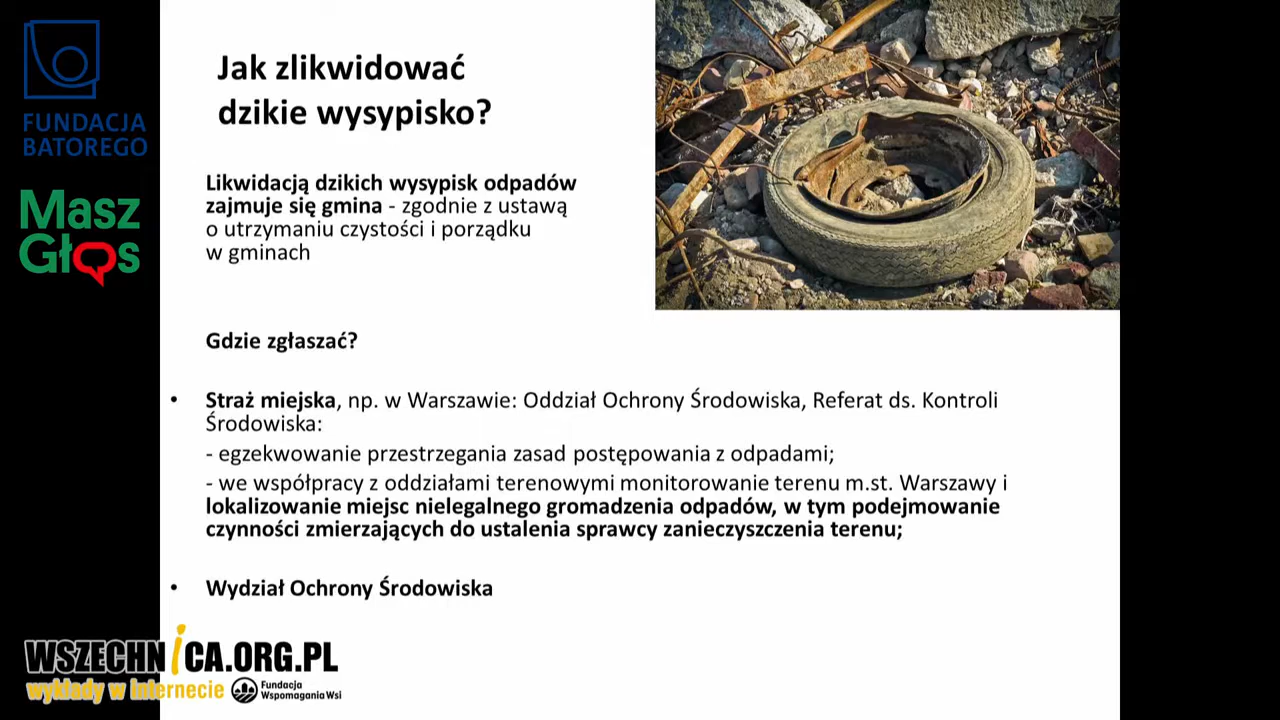 FUNDACJA
BATOREGO
Masz
Głos
Jak zlikwidować
dzikie wysypisko?
Likwidacją dzikich wysypisk odpadów
zajmuje się gmina - zgodnie z ustawą
o utrzymaniu czystości i porządku
w gminach
Gdzie zgłaszać?
• Straż miejska, np. w Warszawie: Oddział Ochrony Środowiska, Referat ds. Kontroli
Środowiska:
- egzekwowanie przestrzegania zasad postępowania z odpadami;
- we współpracy z oddziałami terenowymi monitorowanie terenu m.st. Warszawy i
lokalizowanie miejsc nielegalnego gromadzenia odpadów, w tym podejmowanie
czynności zmierzających do ustalenia sprawcy zanieczyszczenia terenu;
• Wydział Ochrony Środowiska
WSZECHNICA.ORG.PL
wykłady w internecie
Fundacja
Wspomagania Wsi